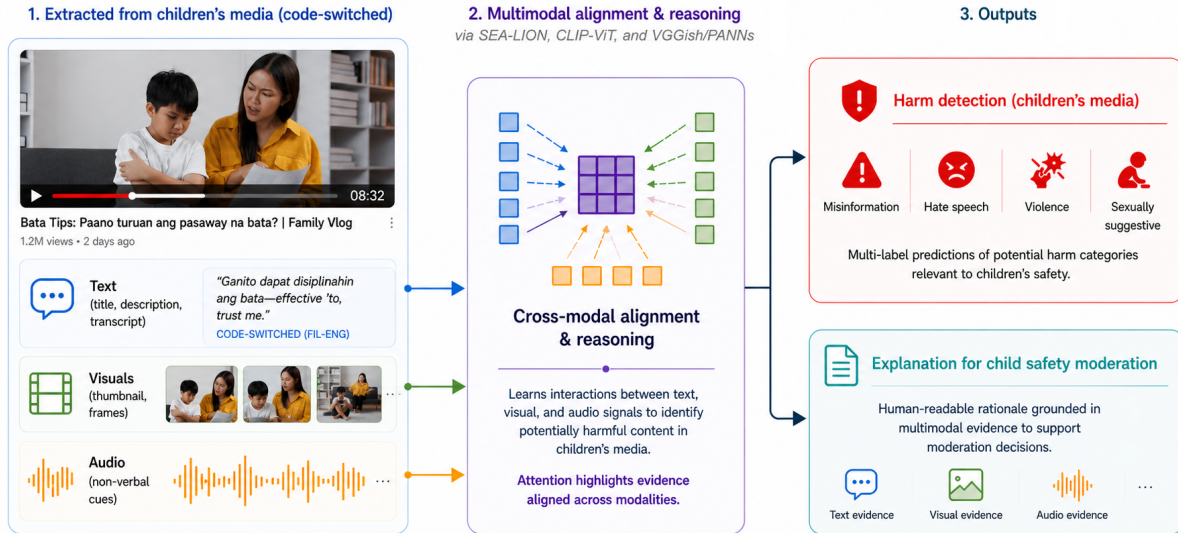 1. Extracted from children's media (code-switched)
08:32
Bata Tips: Paano turuan ang pasaway na bata? | Family Vlog
1.2M views • 2 days ago
Text
(title, description,
transcript)
"Ganito dapat disiplinahin
ang bata—effective 'to,
trust me."
CODE-SWITCHED (FIL-ENG)
Visuals
(thumbnail,
frames)
...
Audio
(non-verbal
cues)
...
2. Multimodal alignment & reasoning
via SEA-LION, CLIP-ViT, and VGGish/PANNs
Cross-modal alignment
& reasoning
Learns interactions between text,
visual, and audio signals to identify
potentially harmful content in
children's media.
Attention highlights evidence
aligned across modalities.
3. Outputs
Harm detection (children's media)
Misinformation
Hate speech
Violence
Sexually
suggestive
Multi-label predictions of potential harm categories
relevant to children's safety.
Explanation for child safety moderation
Human-readable rationale grounded in
multimodal evidence to support
moderation decisions.
Text evidence
Visual evidence
Audio evidence
...